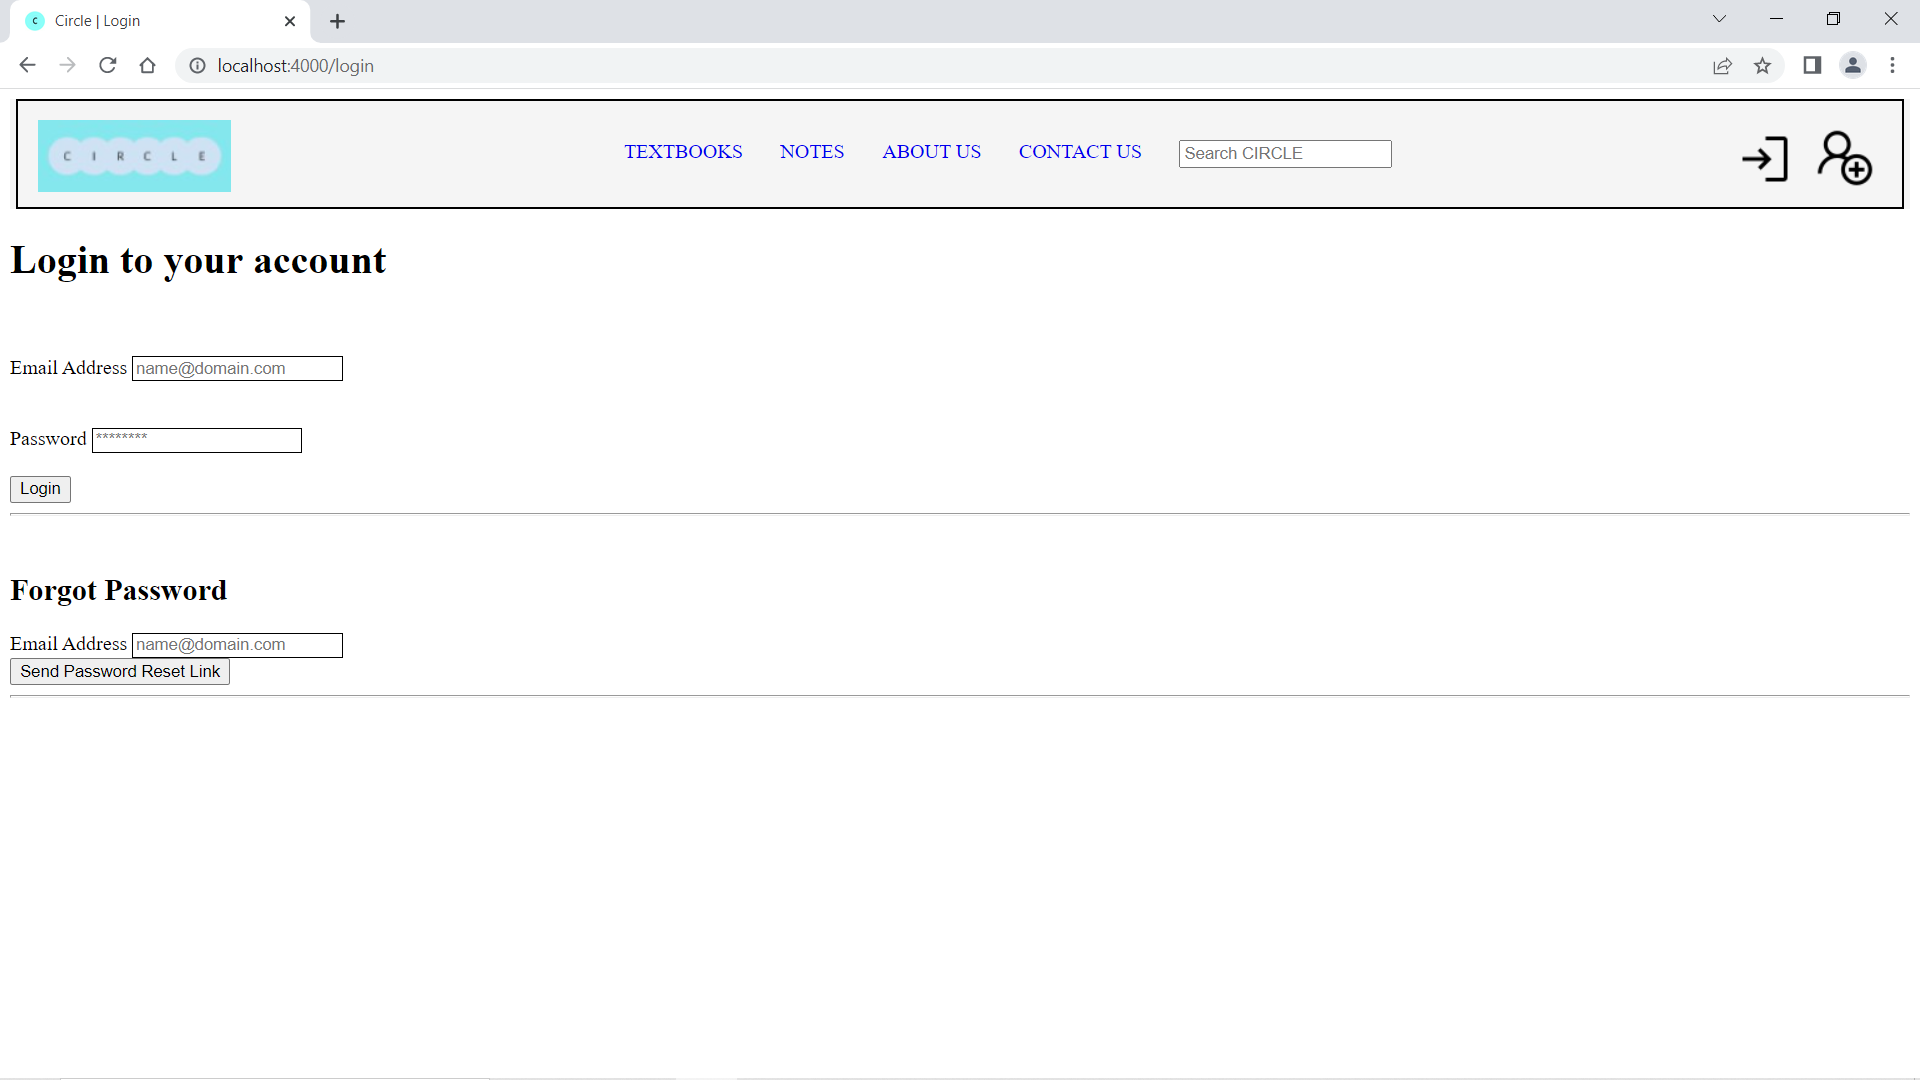 C
Circle | Login
localhost:4000/login
C I R C L E
TEXTBOOKS NOTES ABOUT US CONTACT US Search CIRCLE
Login to your account
Email Address name@domain.com
Password ********
Login
Forgot Password
Email Address name@domain.com
Send Password Reset Link